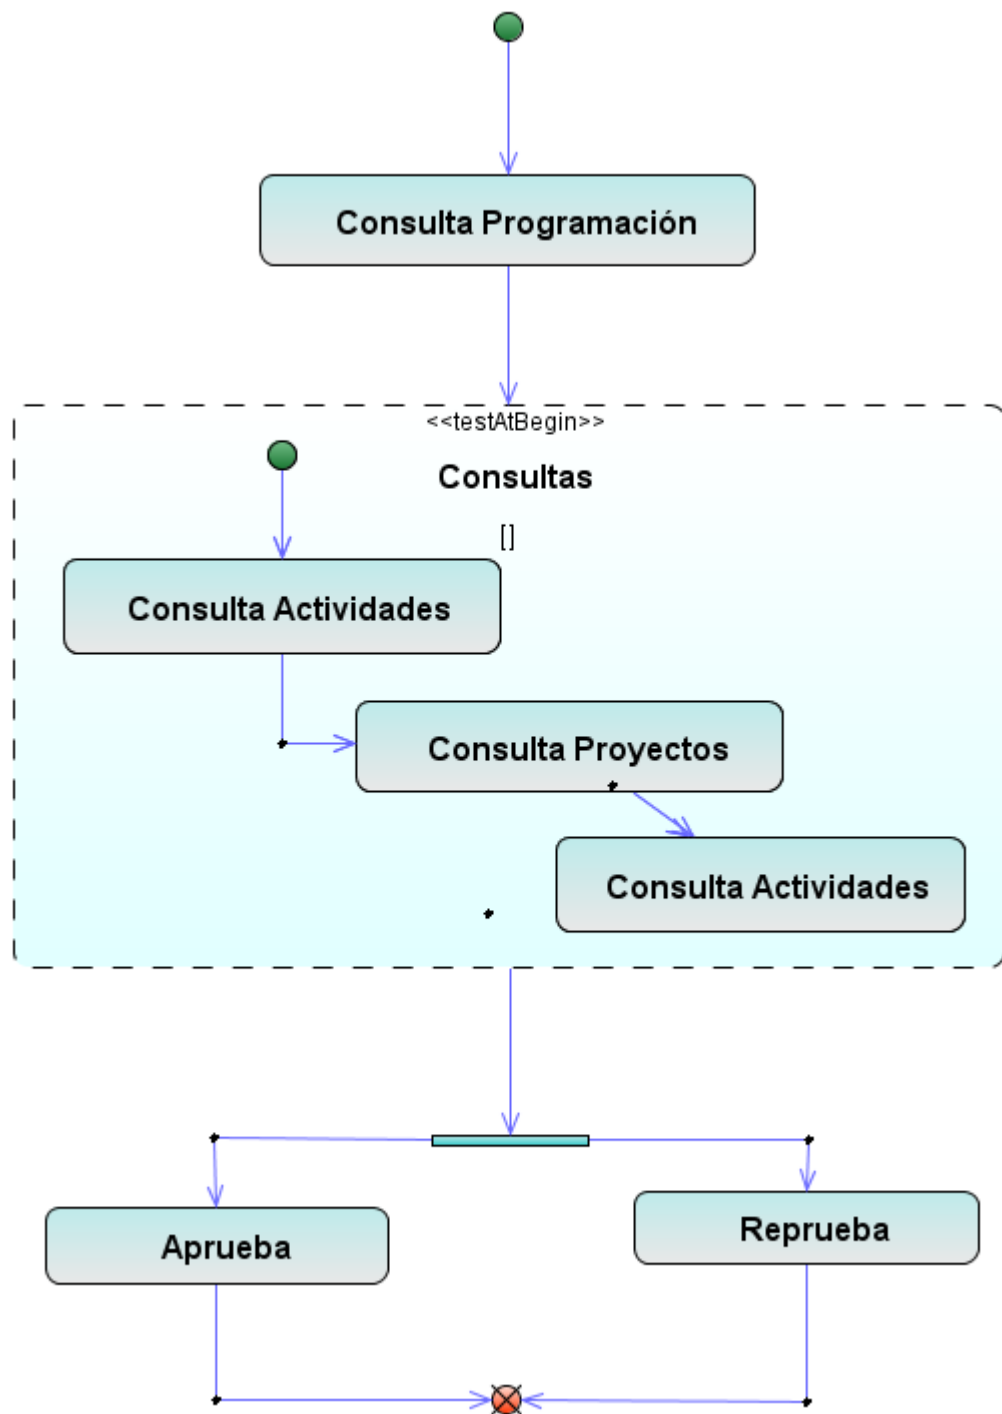 Consulta Programación
<<testAtBegin>>
Consultas
[]
Consulta Actividades
Consulta Proyectos
Consulta Actividades
Aprueba
Reprueba